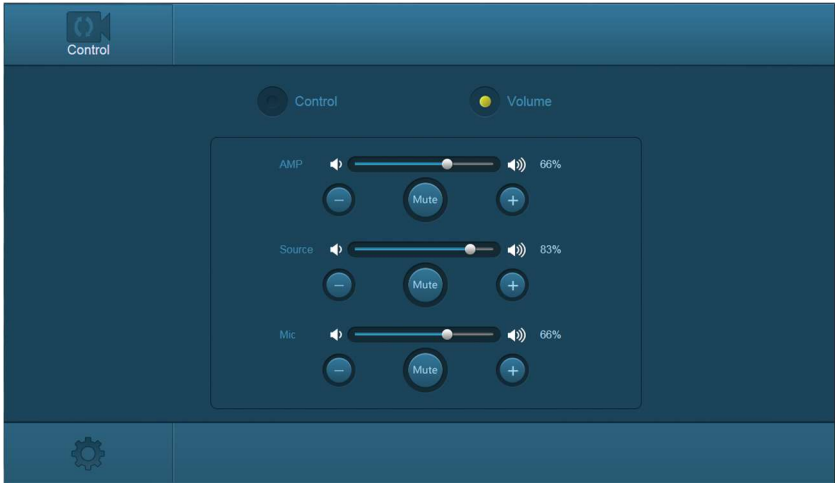 Control
Control Volume
AMP 66%
− Mute +
Source 83%
− Mute +
Mic 66%
− Mute +